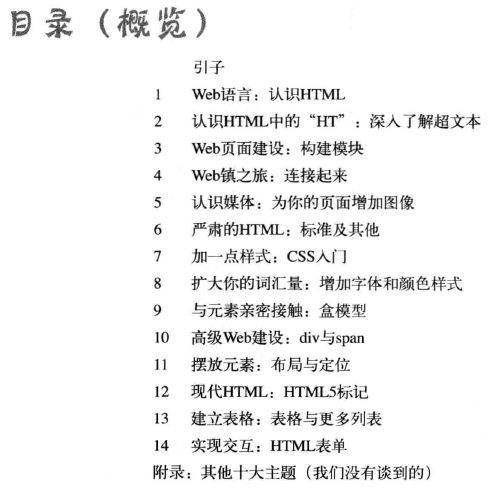 目录（概览）
引子
1 Web语言：认识HTML
2 认识HTML中的“HT”：深入了解超文本
3 Web页面建设：构建模块
4 Web镇之旅：连接起来
5 认识媒体：为你的页面增加图像
6 严肃的HTML：标准及其他
7 加一点样式：CSS入门
8 扩大你的词汇量：增加字体和颜色样式
9 与元素亲密接触：盒模型
10 高级Web建设：div与span
11 摆放元素：布局与定位
12 现代HTML：HTML5标记
13 建立表格：表格与更多列表
14 实现交互：HTML表单
附录：其他十大主题（我们没有谈到的）